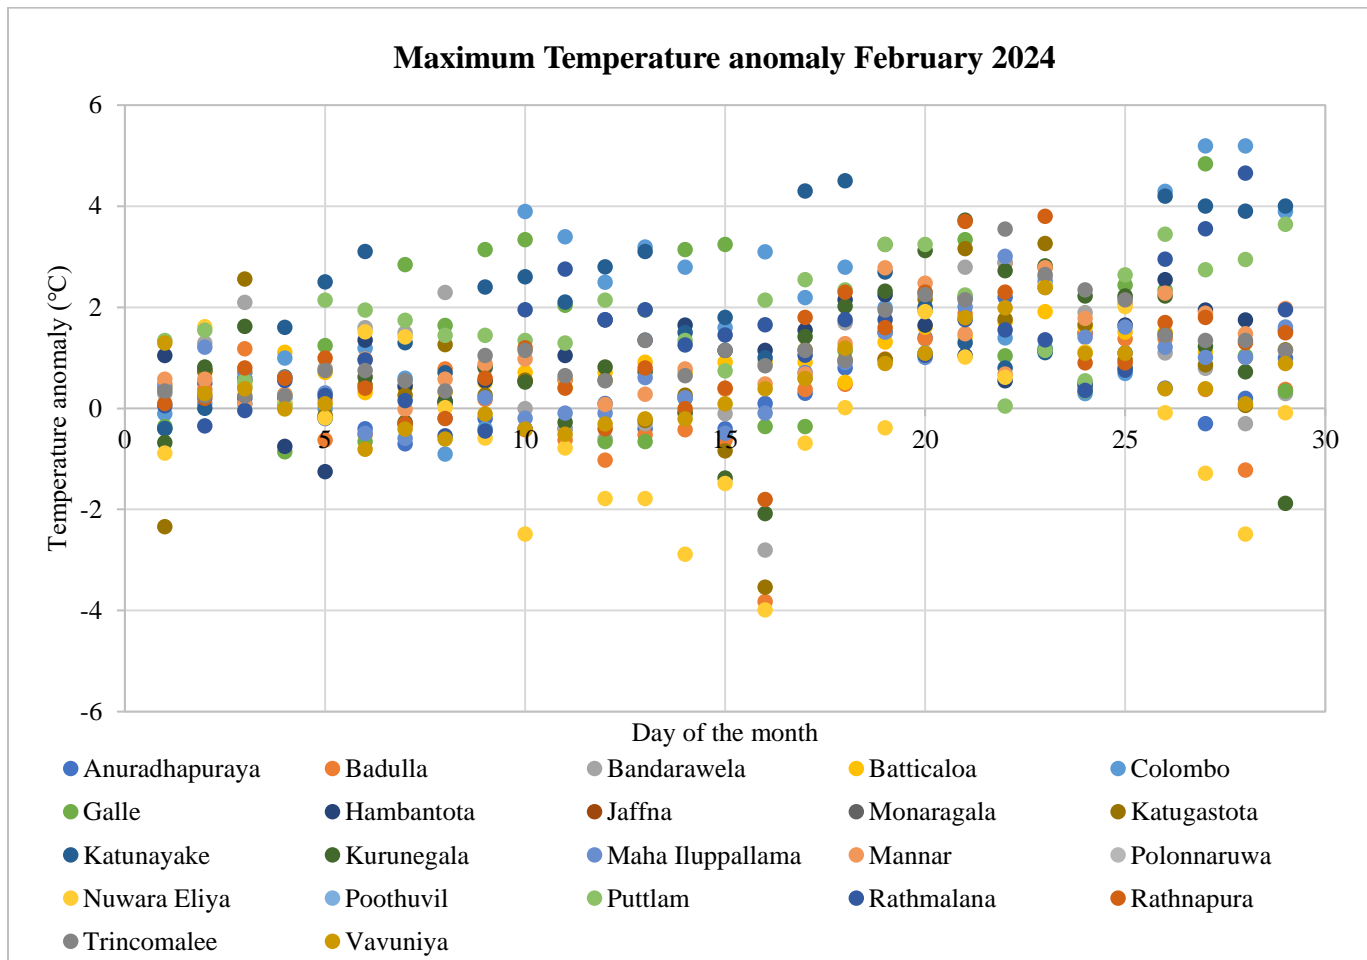 Maximum Temperature anomaly February 2024
6
4
2
0
-2
-4
-6
0 5 10 15 20 25 30
Temperature anomaly (°C)
Day of the month
Anuradhapuraya Badulla Bandarawela Batticaloa Colombo
Galle Hambantota Jaffna Monaragala Katugastota
Katunayake Kurunegala Maha Iluppallama Mannar Polonnaruwa
Nuwara Eliya Poothuvil Puttlam Rathmalana Rathnapura
Trincomalee Vavuniya